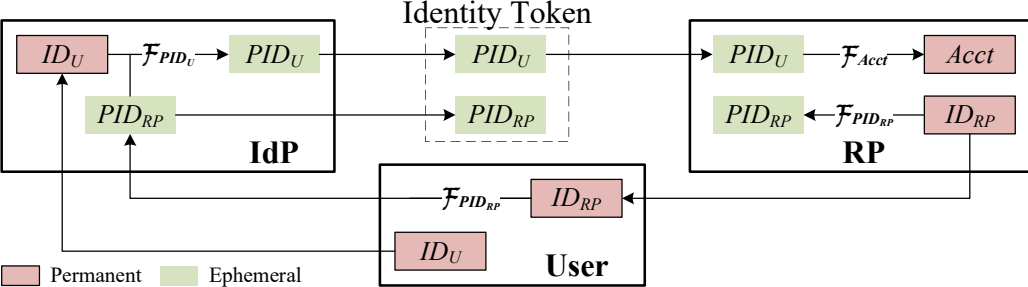 Identity Token
ID_U
F_PID_U
PID_U
PID_U
PID_U
F_Acct
Acct
PID_RP
PID_RP
PID_RP
F_PID_RP
ID_RP
IdP
RP
F_PID_RP
ID_RP
ID_U
User
Permanent
Ephemeral